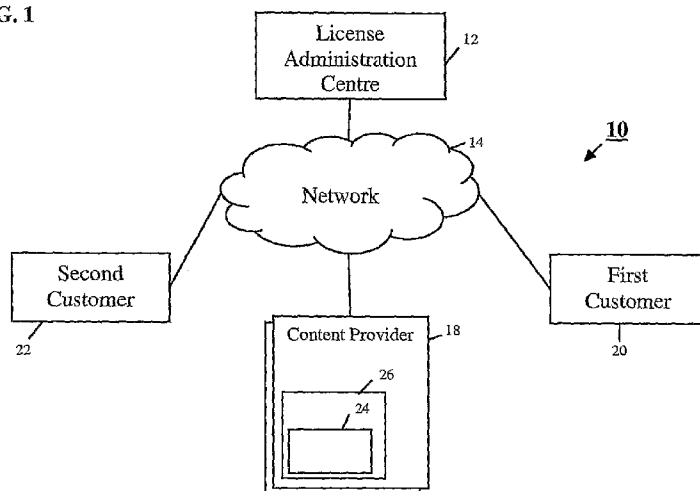 G. 1
License
Administration
Centre
12
10
14
Network
Second
Customer
22
First
Customer
20
Content Provider
18
26
24